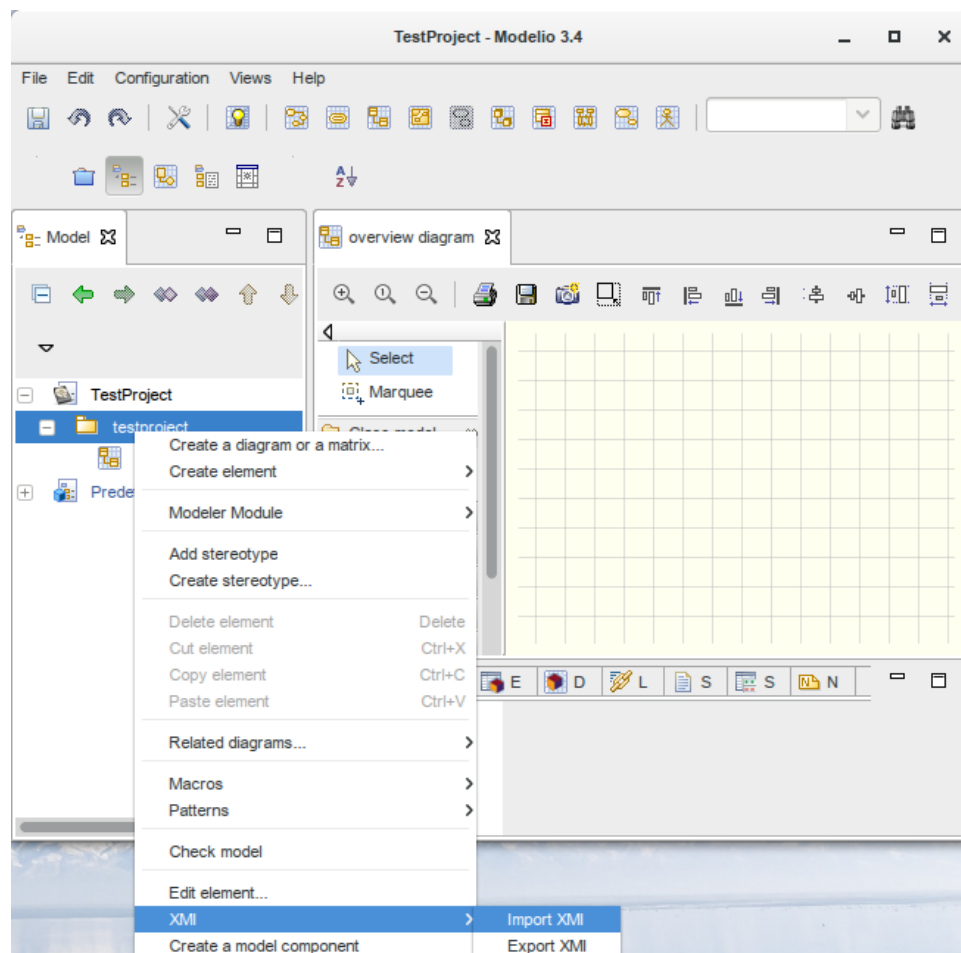 TestProject - Modelio 3.4
File Edit Configuration Views Help
A
Z
Model
overview diagram
Select
Marquee
TestProject
testproject
Create a diagram or a matrix...
Create element
Prede
Modeler Module
Add stereotype
Create stereotype...
Delete element Delete
Cut element Ctrl+X
Copy element Ctrl+C
E D L S S N
Paste element Ctrl+V
Related diagrams...
Macros
Patterns
Check model
Edit element...
XMI Import XMI
Create a model component Export XMI